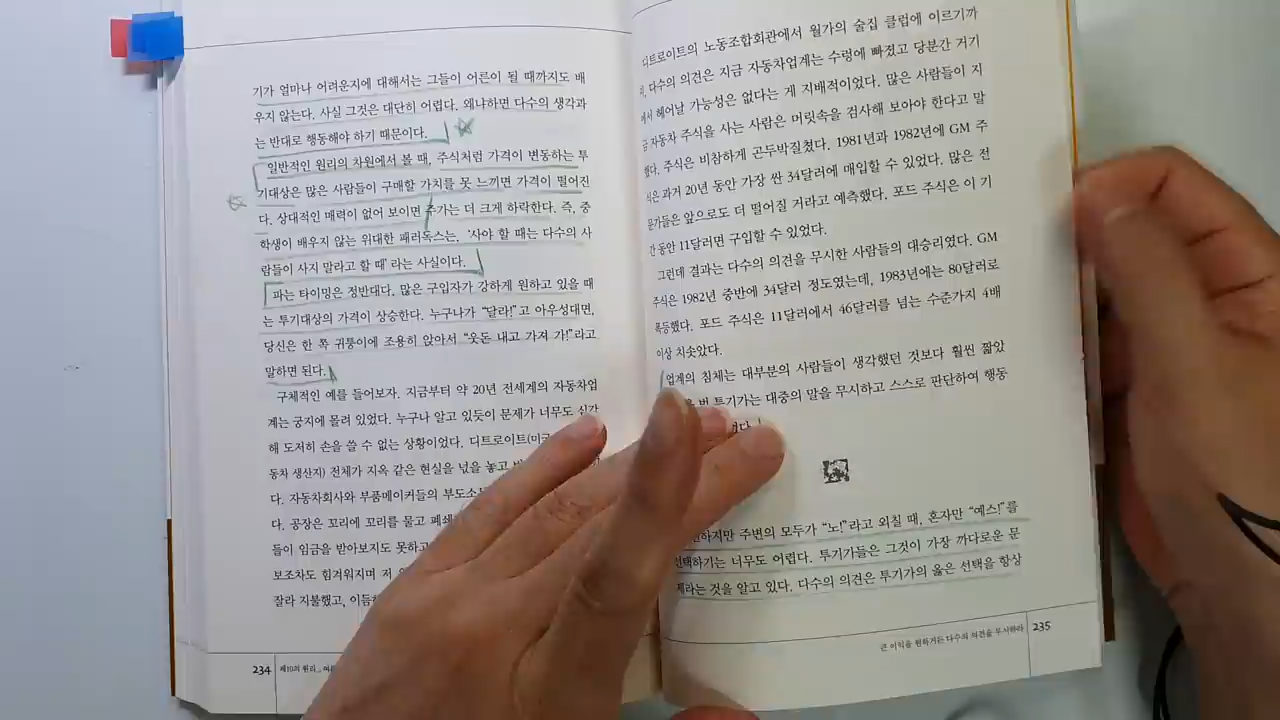 기가 얼마나 어려운지에 대해서는 그들이 어른이 될 때까지도 배
우지 않는다. 사실 그것은 대단히 어렵다. 왜냐하면 다수의 생각과
는 반대로 행동해야 하기 때문이다.
일반적인 원리의 차원에서 볼 때, 주식처럼 가격이 변동하는 투
기대상은 많은 사람들이 구매할 가치를 못 느끼면 가격이 떨어진
다. 상대적인 매력이 없어 보이면 주가는 더 크게 하락한다. 즉, 중
학생이 배우지 않는 위대한 패러독스는, '사야 할 때는 다수의 사
람들이 사지 말라고 할 때'라는 사실이다.
파는 타이밍은 정반대다. 많은 구입자가 강하게 원하고 있을 때
는 투기대상의 가격이 상승한다. 누구나가 “달라!”고 아우성대면,
당신은 한 쪽 귀퉁이에 조용히 앉아서 “웃돈 내고 가져 가!”라고
말하면 된다.
구체적인 예를 들어보자. 지금부터 약 20년 전세계의 자동차업
계는 궁지에 몰려 있었다. 누구나 알고 있듯이 문제가 너무도 심각
해 도저히 손을 쓸 수 없는 상황이었다. 디트로이트(미국
동차 생산지) 전체가 지옥 같은 현실을 넋을 놓고
다. 자동차회사와 부품메이커들의 부도소
다. 공장은 꼬리에 꼬리를 물고 폐쇄
들이 임금을 받아보지도 못하고
보조차도 힘겨워지며 저
잘라 지불했고, 이듬
234 제10의 원리_
디트로이트의 노동조합회관에서 월가의 술집 클럽에 이르기까
지, 다수의 의견은 지금 자동차업계는 수렁에 빠졌고 당분간 거기
에서 헤어날 가능성은 없다는 게 지배적이었다. 많은 사람들이 지
금 자동차 주식을 사는 사람은 머릿속을 검사해 보아야 한다고 말
했다. 주식은 비참하게 곤두박질쳤다. 1981년과 1982년에 GM 주
식은 과거 20년 동안 가장 싼 34달러에 매입할 수 있었다. 많은 전
문가들은 앞으로도 더 떨어질 거라고 예측했다. 포드 주식은 이 기
간 동안 11달러면 구입할 수 있었다.
그런데 결과는 다수의 의견을 무시한 사람들의 대승리였다. GM
주식은 1982년 중반에 34달러 정도였는데, 1983년에는 80달러로
폭등했다. 포드 주식은 11달러에서 46달러를 넘는 수준까지 4배
이상 치솟았다.
업계의 침체는 대부분의 사람들이 생각했던 것보다 훨씬 짧았
번 투기가는 대중의 말을 무시하고 스스로 판단하여 행동
주변의 모두가 “노!”라고 외칠 때, 혼자만 “예스!”를
선택하기는 너무도 어렵다. 투기가들은 그것이 가장 까다로운 문
제라는 것을 알고 있다. 다수의 의견은 투기가의 옳은 선택을 항상
큰 이익을 원하거든 다수의 의견을 무시하라 235